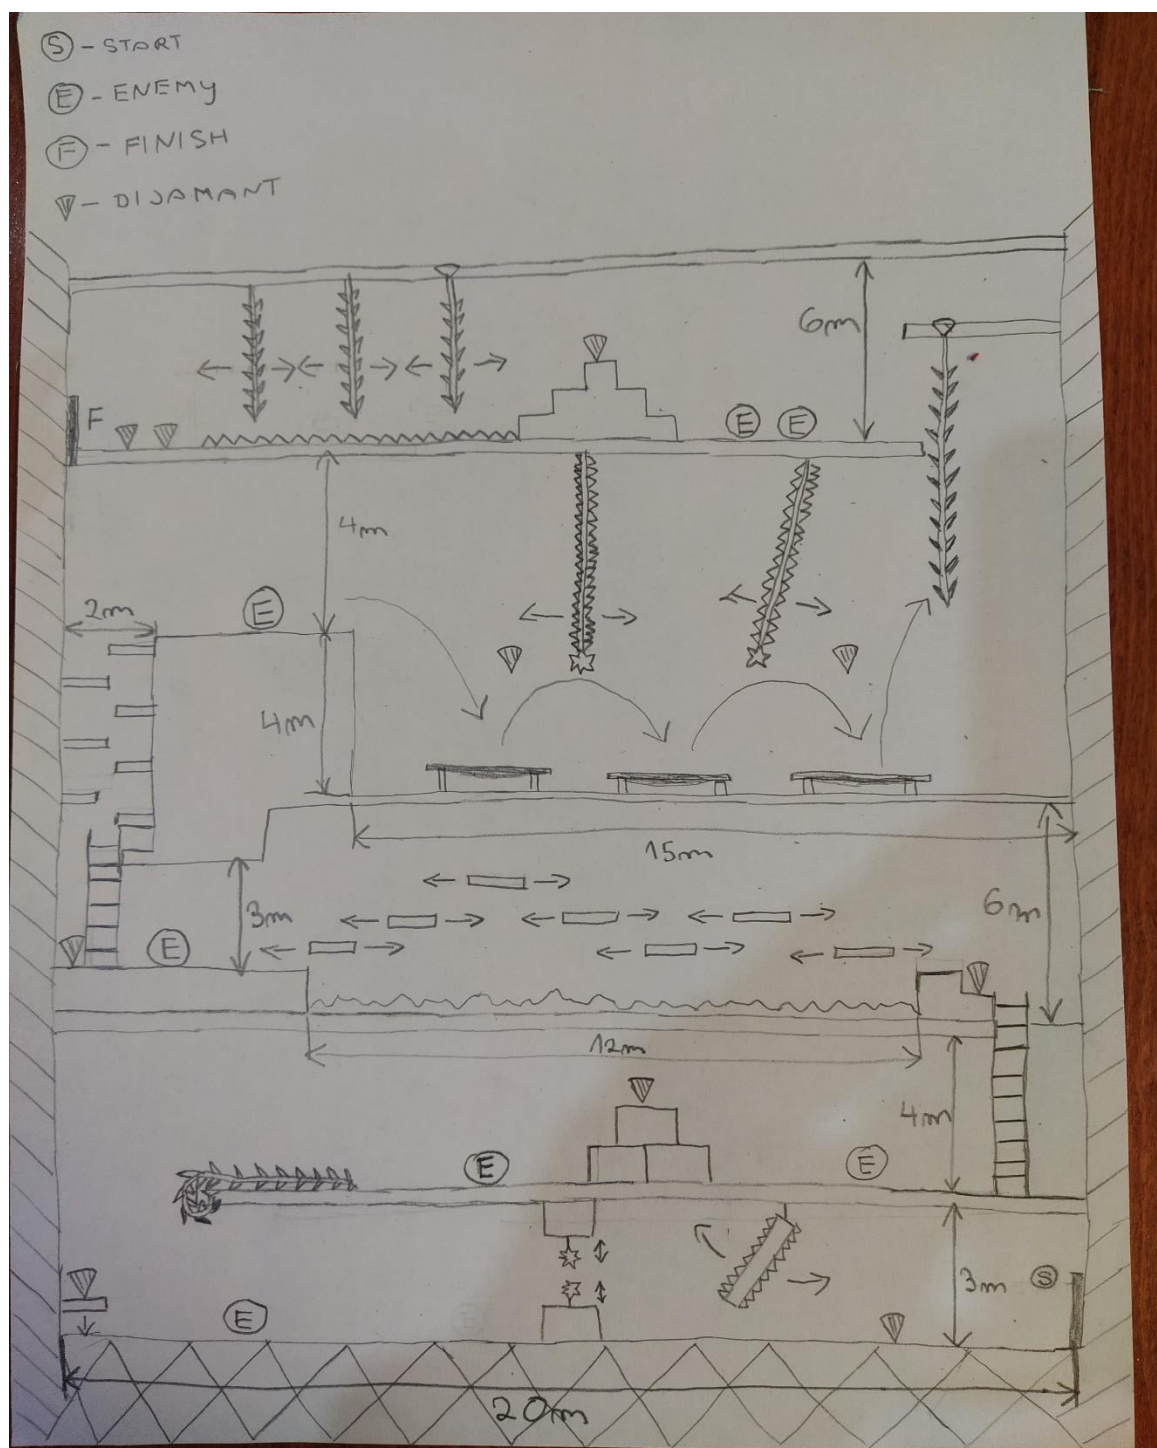 S - START
E - ENEMY
F - FINISH
- DIJAMANT
6m
F
E E
4m
2m
E
4m
15m
3m
6m
E
12m
4m
E
E
3m
S
E
20m